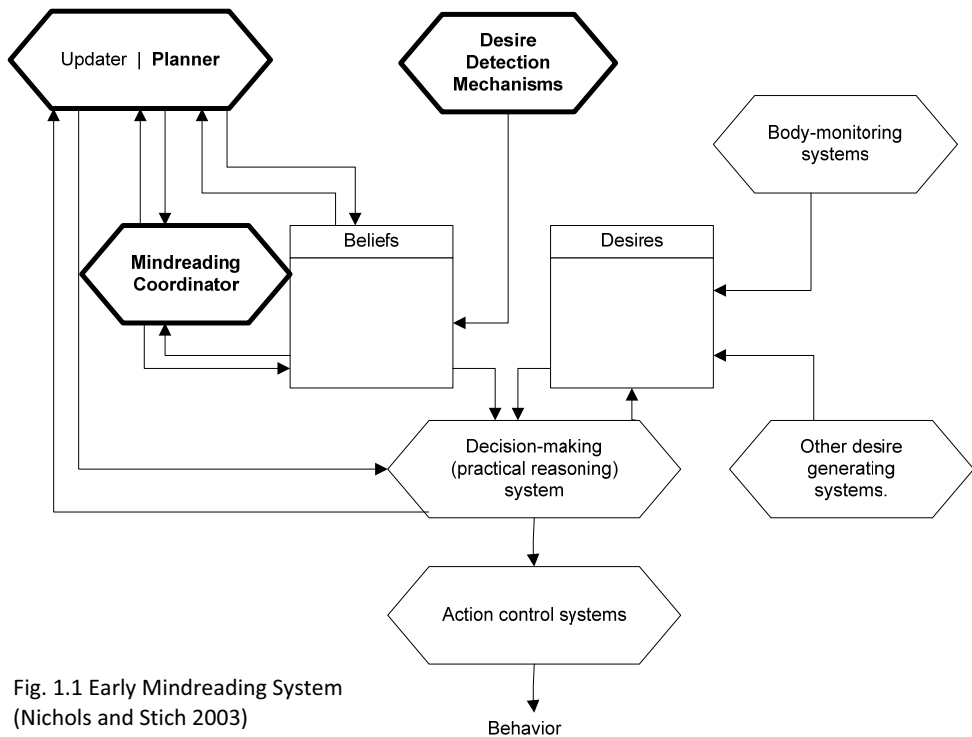 Updater | Planner
Desire
Detection
Mechanisms
Body-monitoring
systems
Beliefs
Desires
Mindreading
Coordinator
Decision-making
(practical reasoning)
system
Other desire
generating
systems.
Action control systems
Fig. 1.1 Early Mindreading System
(Nichols and Stich 2003)
Behavior